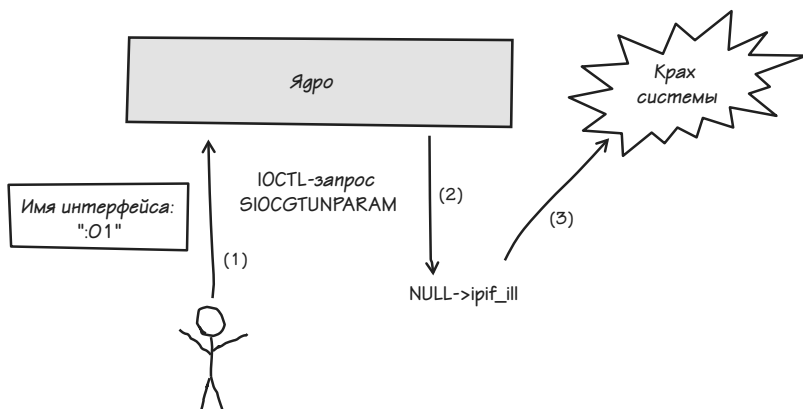 Ядро
Крах
системы
IOCTL-запрос
SIOCGTUNPARAM
Имя интерфейса:
":01"
(1)
(2)
(3)
NULL->ipif_ill